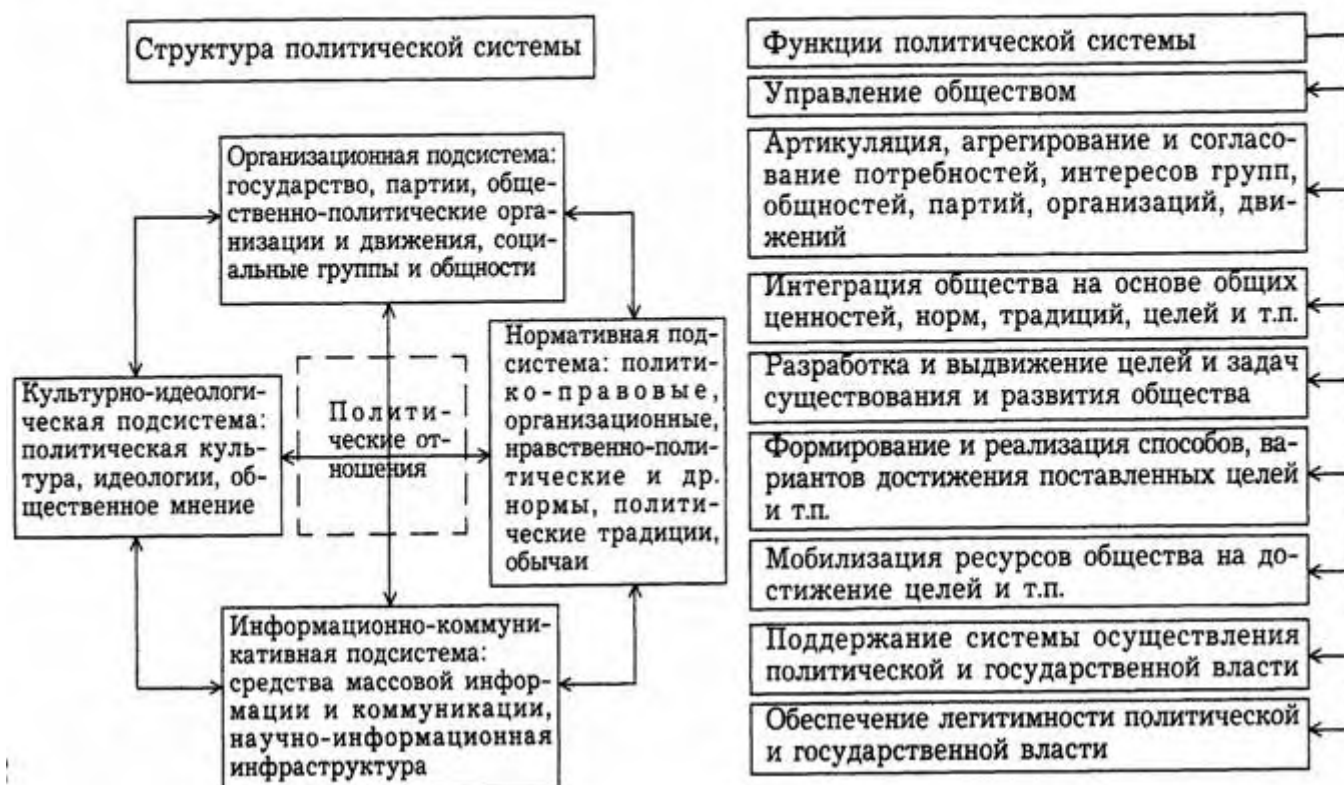 Структура политической системы
Организационная подсистема:
государство, партии, обще-
ственно-политические орга-
низации и движения, соци-
альные группы и общности
Культурно-идеологи-
ческая подсистема:
политическая куль-
тура, идеологии, об-
щественное мнение
Полити-
ческие от-
ношения
Нормативная под-
система: полити-
ко-правовые,
организационные,
нравственно-поли-
тические и др.
нормы, полити-
ческие традиции,
обычаи
Информационно-коммуни-
кативная подсистема:
средства массовой инфор-
мации и коммуникации,
научно-информационная
инфраструктура
Функции политической системы
Управление обществом
Артикуляция, агрегирование и согласо-
вание потребностей, интересов групп,
общностей, партий, организаций, дви-
жений
Интеграция общества на основе общих
ценностей, норм, традиций, целей и т.п.
Разработка и выдвижение целей и задач
существования и развития общества
Формирование и реализация способов, ва-
риантов достижения поставленных целей
и т.п.
Мобилизация ресурсов общества на до-
стижение целей и т.п.
Поддержание системы осуществления
политической и государственной власти
Обеспечение легитимности политической
и государственной власти